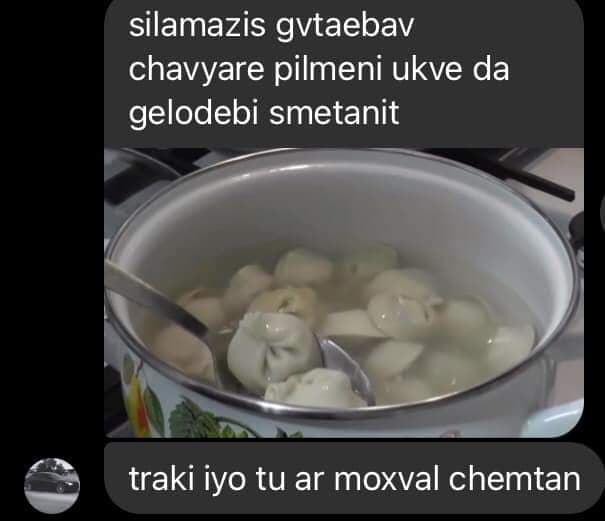 silamazis gvtaebav
chavyare pilmeni ukve da
gelodebi smetanit
traki iyo tu ar moxval chemtan